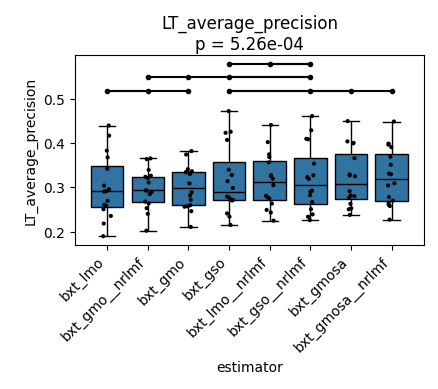 LT_average_precision
p = 5.26e-04
LT_average_precision
0.5
0.4
0.3
0.2
bxt_lmo
bxt_gmo__nrlmf
bxt_gmo
bxt_gso
bxt_lmo__nrlmf
bxt_gso__nrlmf
bxt_gmosa
bxt_gmosa__nrlmf
estimator